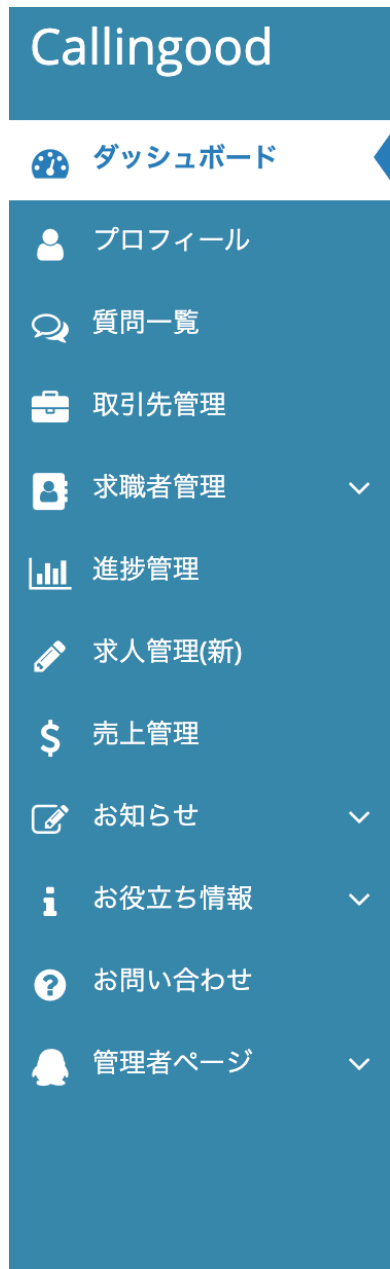 Callingood
ダッシュボード
プロフィール
質問一覧
取引先管理
求職者管理
進捗管理
求人管理(新)
売上管理
お知らせ
お役立ち情報
お問い合わせ
管理者ページ